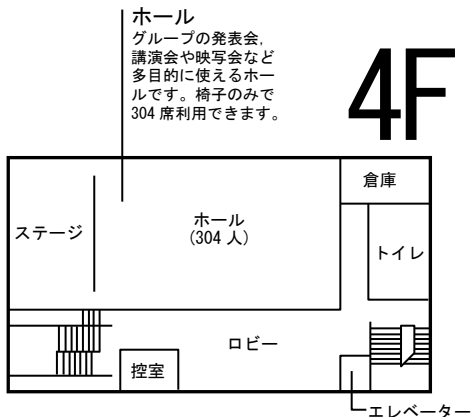 ホール
グループの発表会,
講演会や映写会など
多目的に使えるホー
ルです。椅子のみで
304 席利用できます。
4F
倉庫
ステージ
ホール
(304 人)
トイレ
ロビー
控室
エレベーター